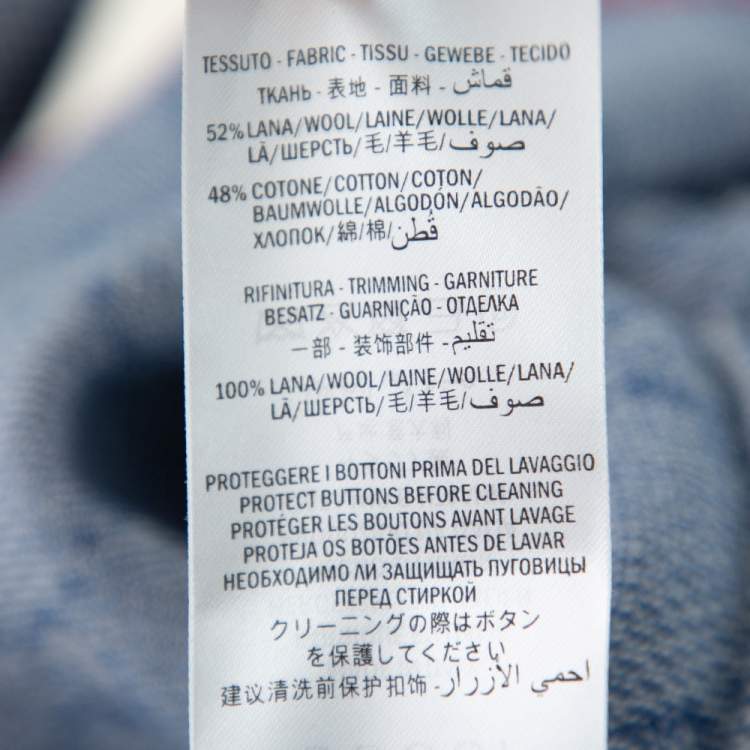 TESSUTO - FABRIC - TISSU - GEWEBE - TECIDO
ТКАНЬ - 表地 - 面料 - قماش
52% LANA/WOOL/LAINE/WOLLE/LANA/
LÃ/ШЕРСТЬ/毛/羊毛/صوف
48% COTONE/COTTON/COTON/
BAUMWOLLE/ALGODÓN/ALGODÃO/
ХЛОПОК/綿/棉/قطن
RIFINITURA - TRIMMING - GARNITURE
BESATZ - GUARNIÇÃO - ОТДЕЛКА
一部 - 装饰部件 - تقليم
100% LANA/WOOL/LAINE/WOLLE/LANA/
LÃ/ШЕРСТЬ/毛/羊毛/صوف
PROTEGGERE I BOTTONI PRIMA DEL LAVAGGIO
PROTECT BUTTONS BEFORE CLEANING
PROTÉGER LES BOUTONS AVANT LAVAGE
PROTEJA OS BOTÕES ANTES DE LAVAR
НЕОБХОДИМО ЛИ ЗАЩИЩАТЬ ПУГОВИЦЫ
ПЕРЕД СТИРКОЙ
クリーニングの際はボタン
を保護してください
建议清洗前保护扣饰 - احمي الأزرار